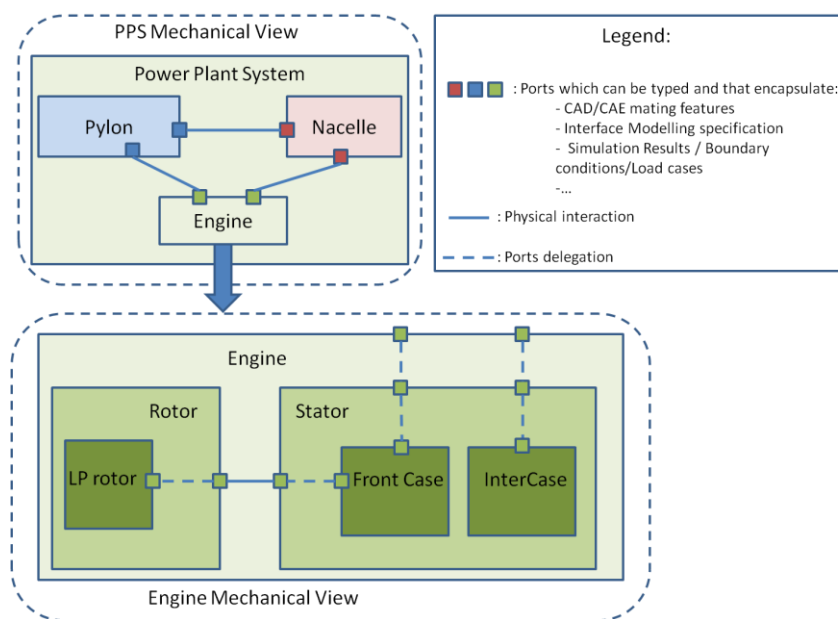 PPS Mechanical View
Power Plant System
Pylon
Nacelle
Engine
Legend:
: Ports which can be typed and that encapsulate:
- CAD/CAE mating features
- Interface Modelling specification
- Simulation Results / Boundary
conditions/Load cases
-...
: Physical interaction
: Ports delegation
Engine
Rotor
Stator
LP rotor
Front Case
InterCase
Engine Mechanical View